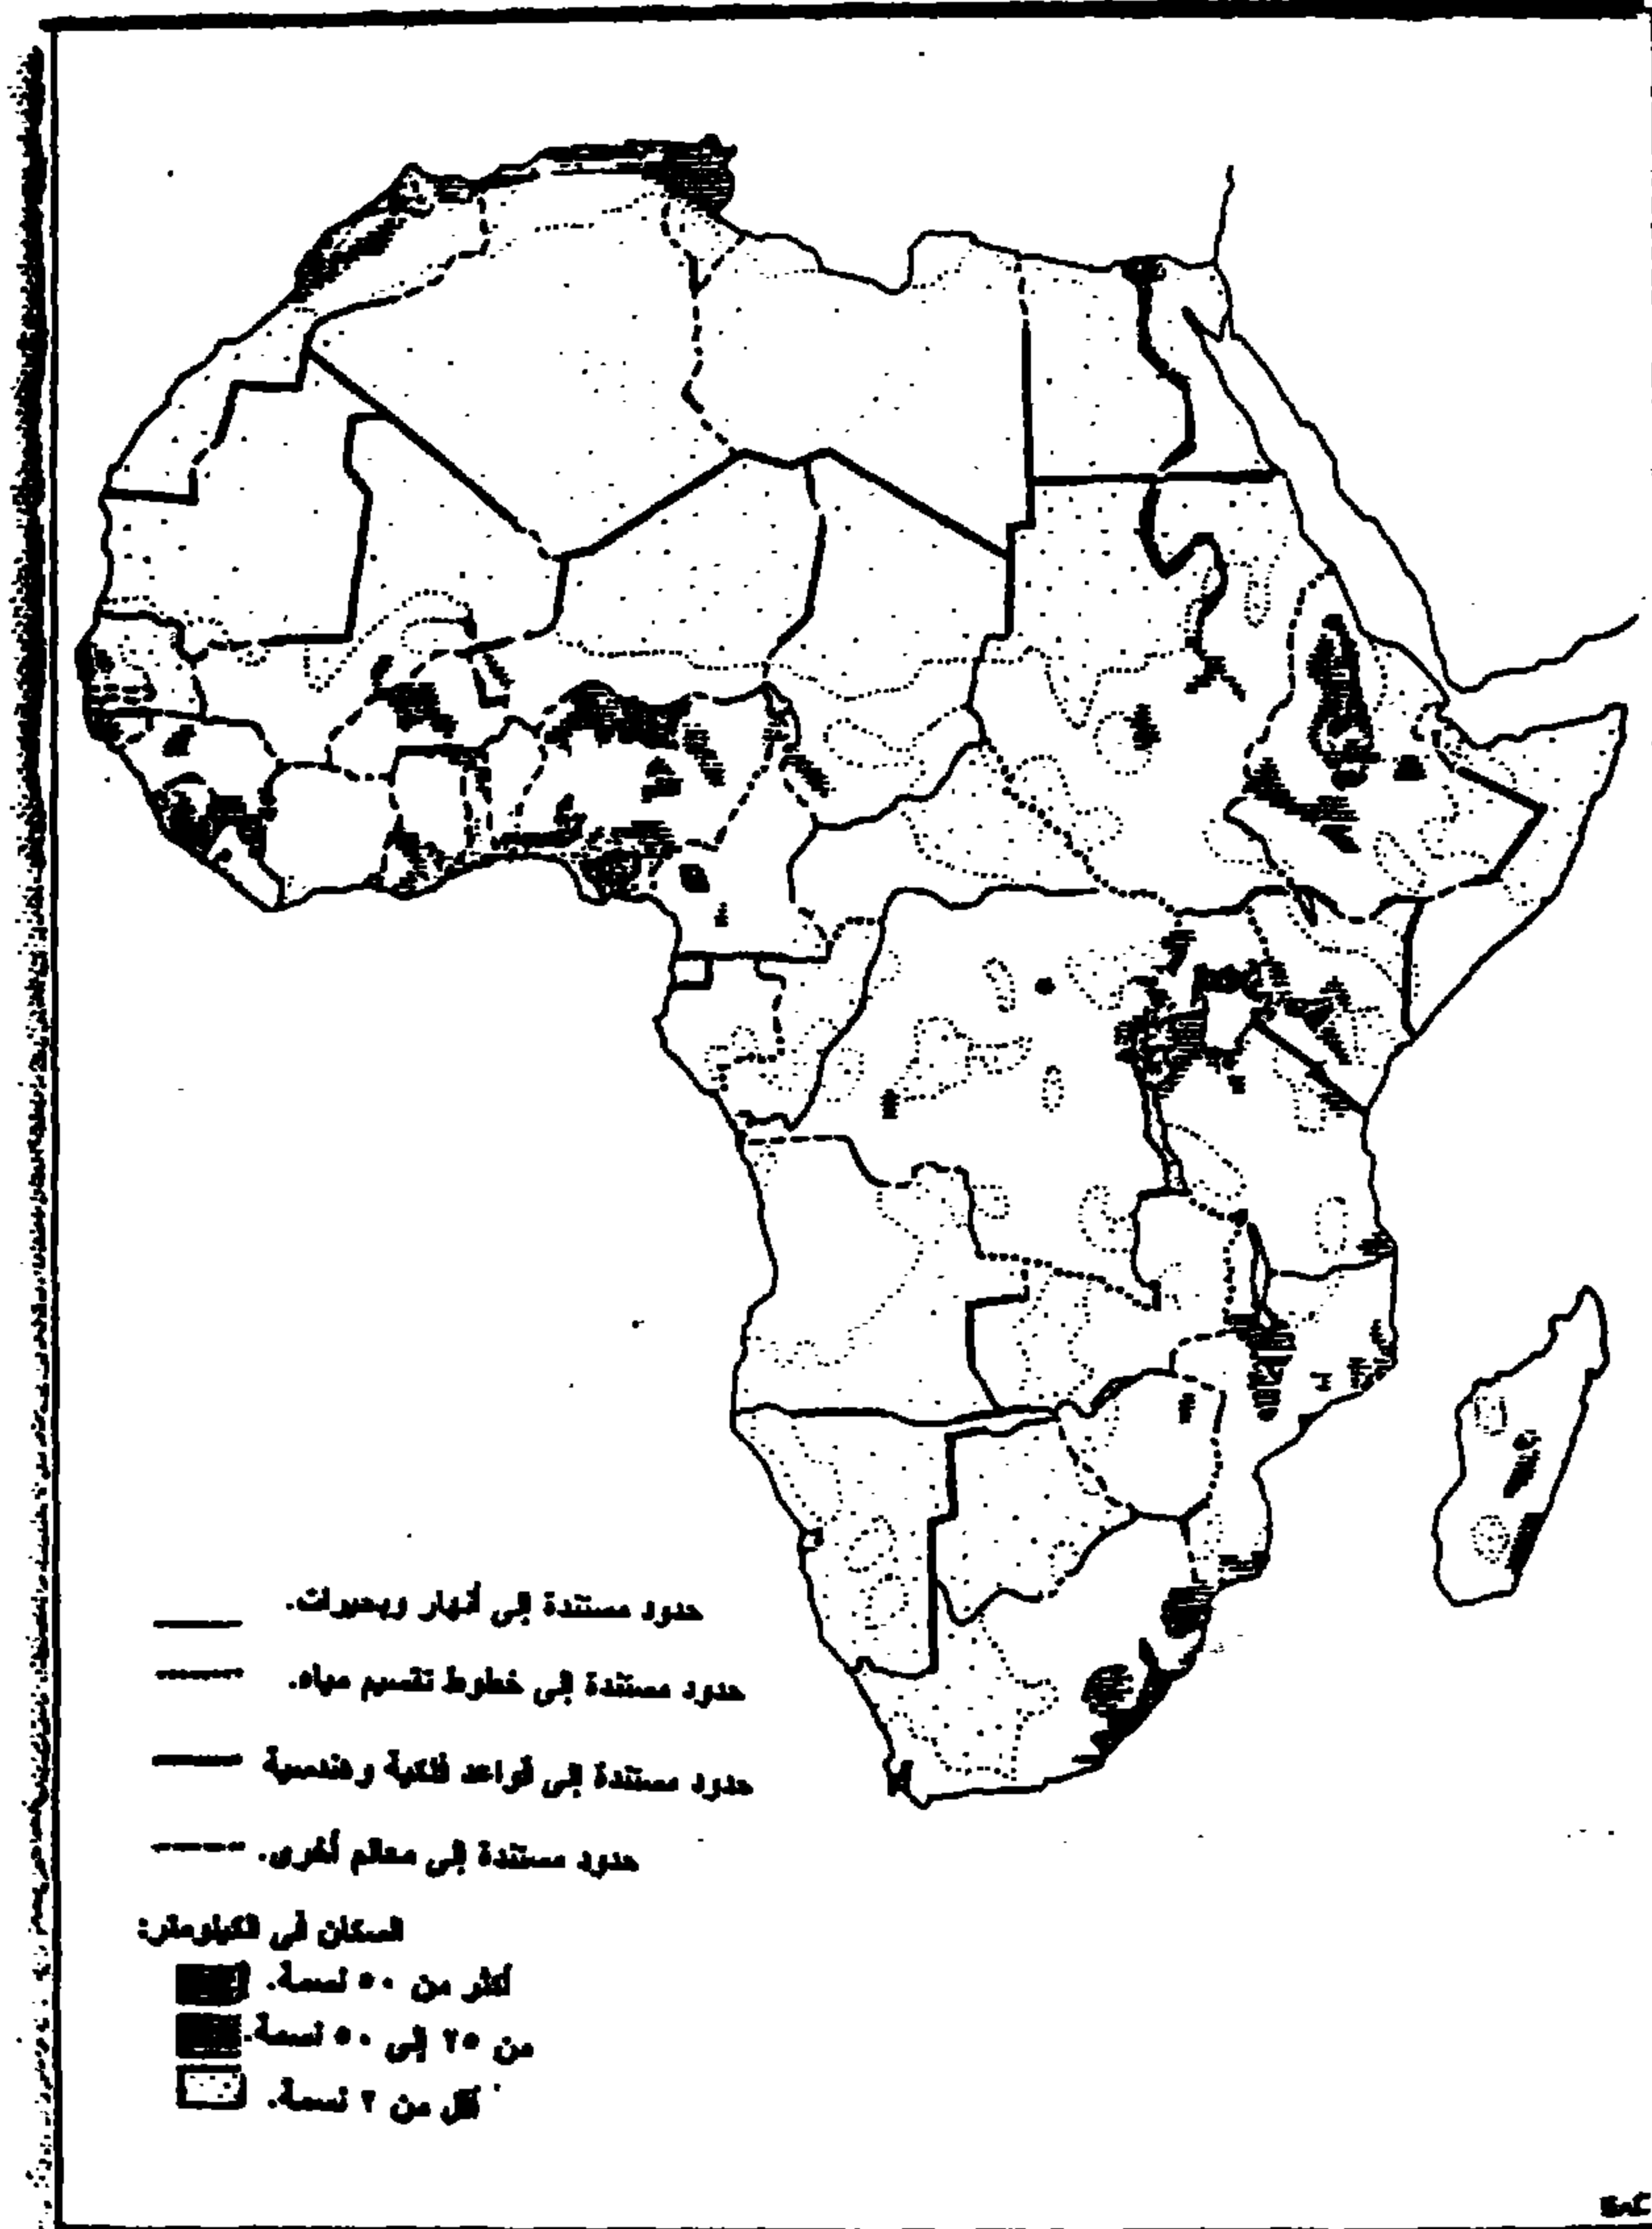 حدود مستندة إلى أنهار وبحيرات.
حدود مستندة إلى خطوط تقسيم مياه.
حدود مستندة إلى قواعد فلكية وهندسية
حدود مستندة إلى معالم أخرى.
السكان في الكيلومتر:
أكثر من ٥٠ نسمة.
من ٢٥ إلى ٥٠ نسمة.
أقل من ٢ نسمة.